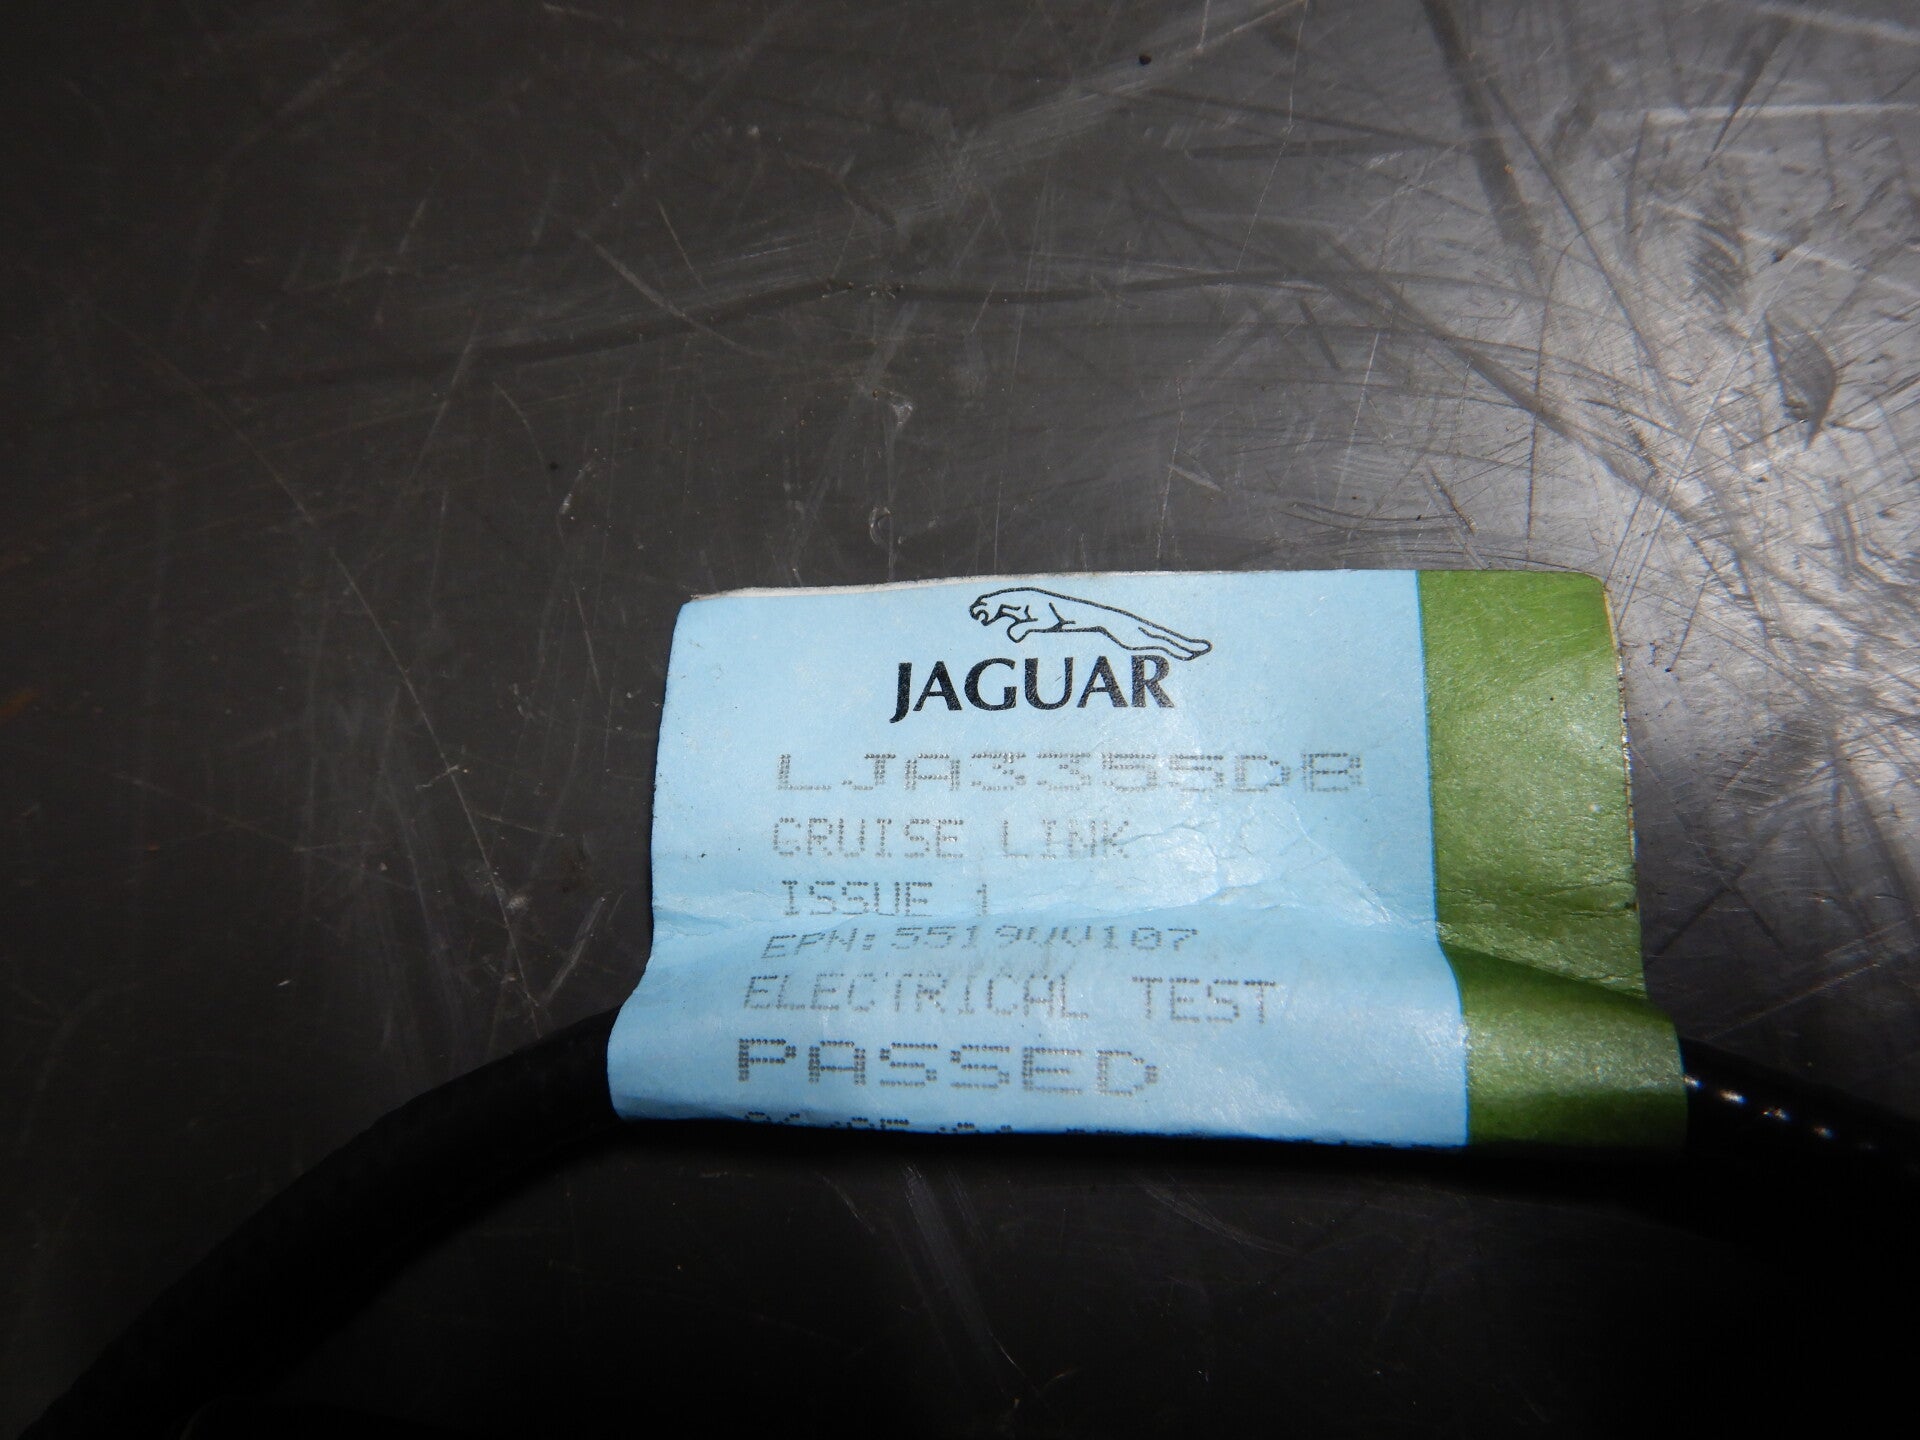 JAGUAR
LJA3355DB
CRUISE LINK
ISSUE 1
EPN: 5519VV107
ELECTRICAL TEST
PASSED